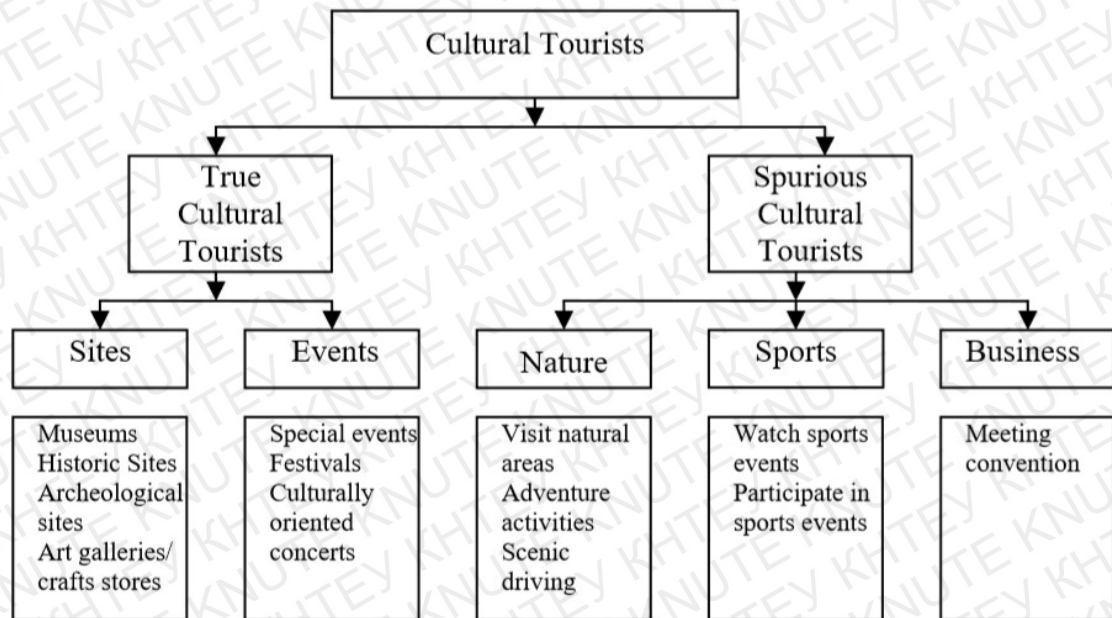 Cultural Tourists
True
Cultural
Tourists
Spurious
Cultural
Tourists
Sites
Events
Nature
Sports
Business
Museums
Historic Sites
Archeological
sites
Art galleries/
crafts stores
Special events
Festivals
Culturally
oriented
concerts
Visit natural
areas
Adventure
activities
Scenic
driving
Watch sports
events
Participate in
sports events
Meeting
convention
KHTEY KNUTE